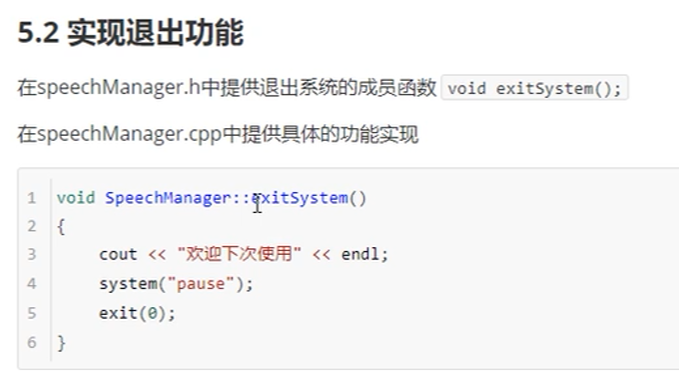 5.2 实现退出功能
在speechManager.h中提供退出系统的成员函数 void exitSystem();
在speechManager.cpp中提供具体的功能实现
1 void SpeechManager::exitSystem()
2 {
3 cout << "欢迎下次使用" << endl;
4 system("pause");
5 exit(0);
6 }